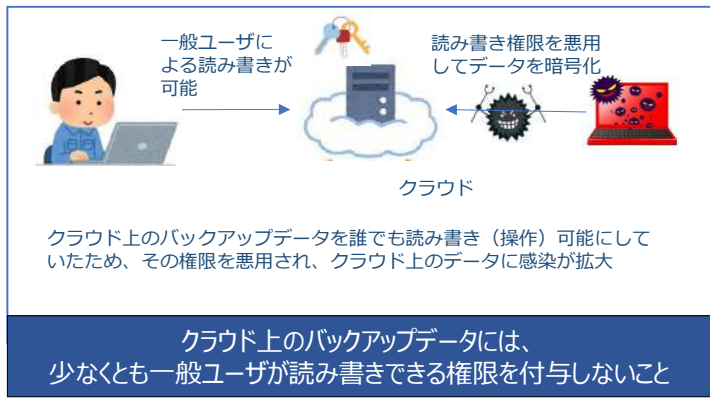 一般ユーザに
よる読み書きが
可能
読み書き権限を悪用
してデータを暗号化
クラウド
クラウド上のバックアップデータを誰でも読み書き（操作）可能にして
いたため、その権限を悪用され、クラウド上のデータに感染が拡大
クラウド上のバックアップデータには、
少なくとも一般ユーザが読み書きできる権限を付与しないこと